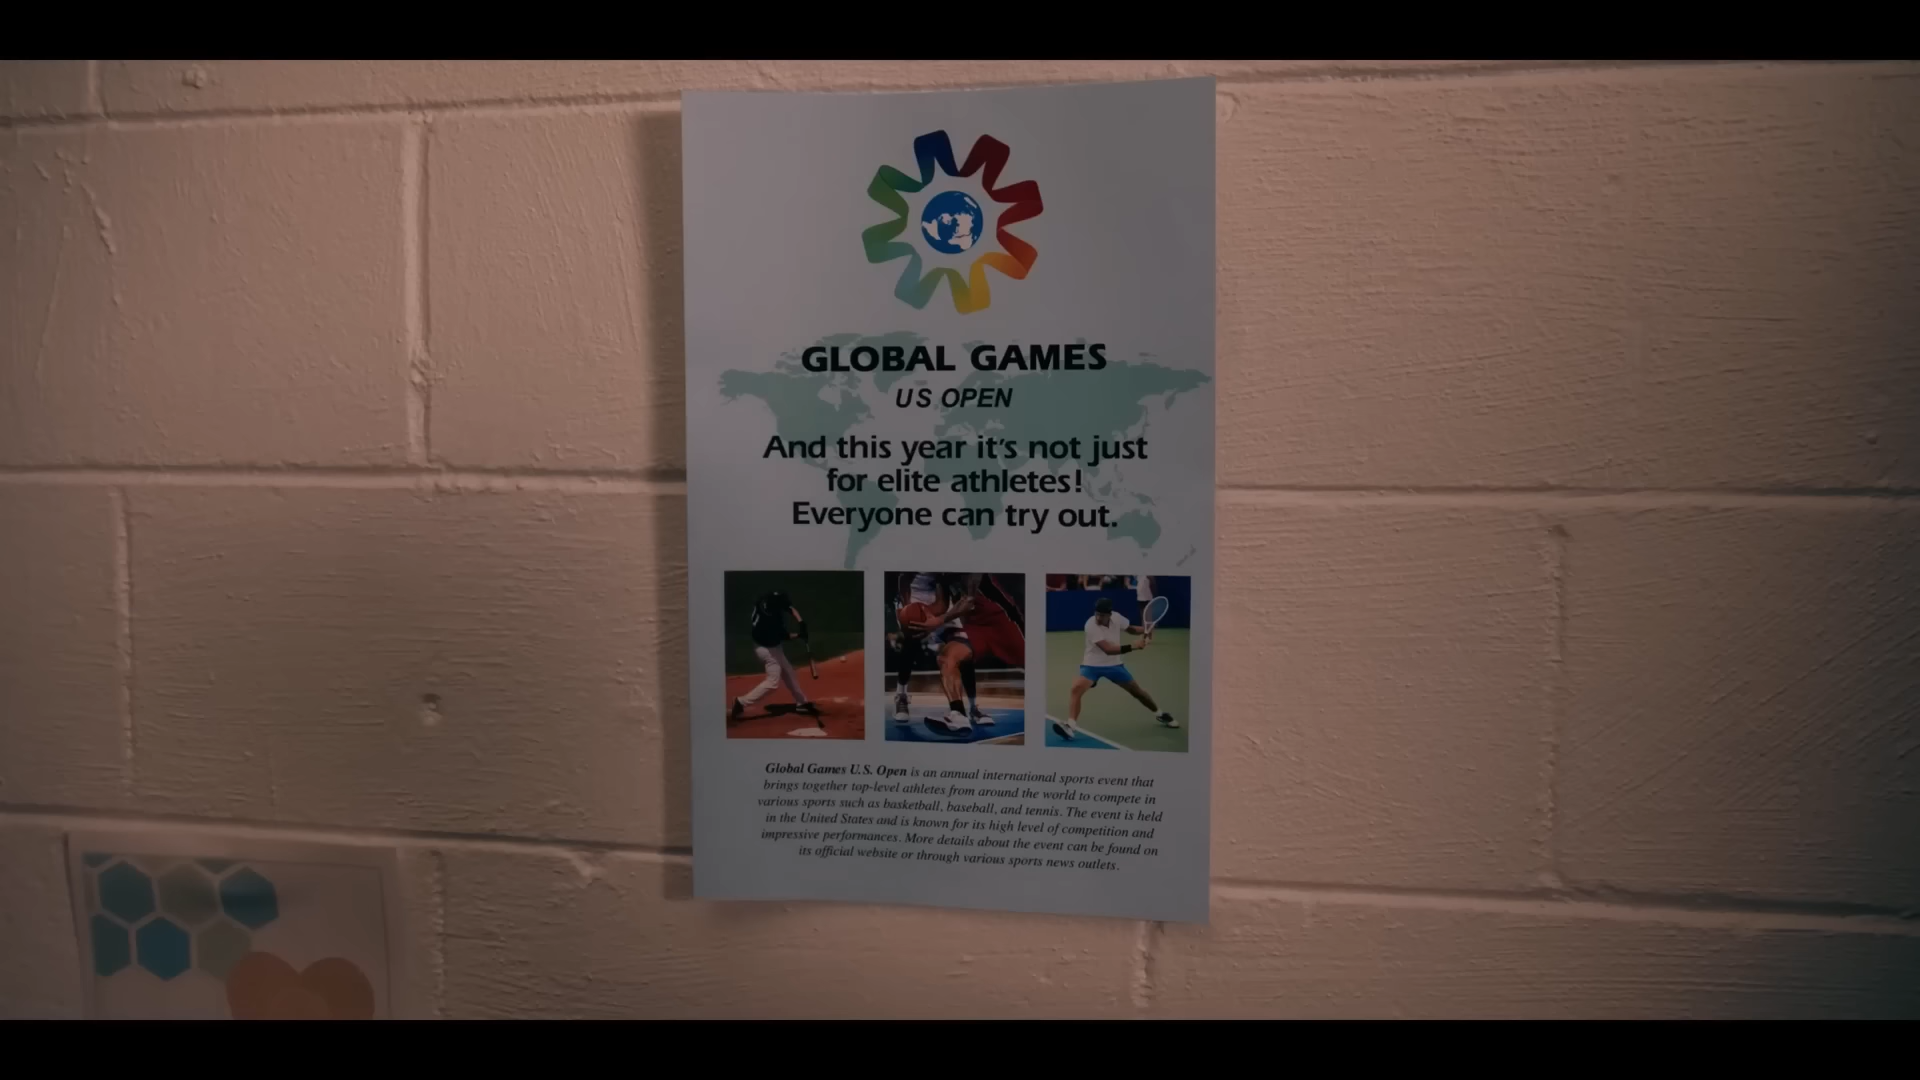 GLOBAL GAMES
US OPEN
And this year it's not just
for elite athletes!
Everyone can try out.
Global Games U.S. Open is an annual international sports event that
brings together top-level athletes from around the world to compete in
various sports such as basketball, baseball, and tennis. The event is held
in the United States and is known for its high level of competition and
impressive performances. More details about the event can be found on
its official website or through various sports news outlets.